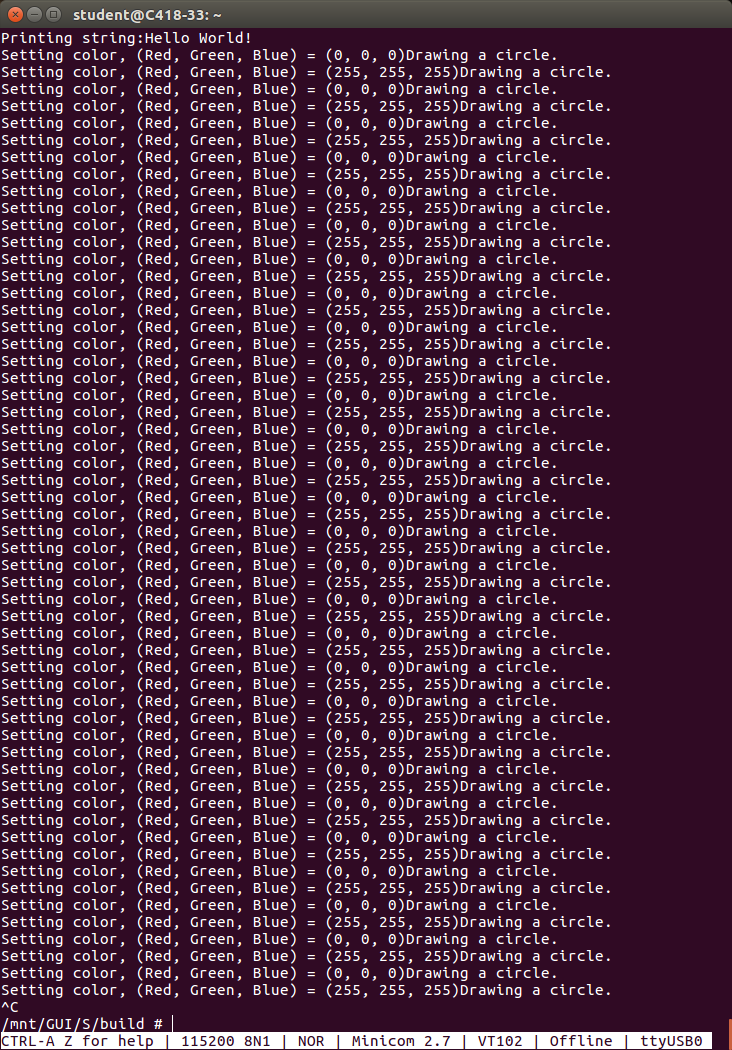 student@C418-33: ~
Printing string:Hello World!
Setting color, (Red, Green, Blue) = (0, 0, 0)Drawing a circle.
Setting color, (Red, Green, Blue) = (255, 255, 255)Drawing a circle.
Setting color, (Red, Green, Blue) = (0, 0, 0)Drawing a circle.
Setting color, (Red, Green, Blue) = (255, 255, 255)Drawing a circle.
Setting color, (Red, Green, Blue) = (0, 0, 0)Drawing a circle.
Setting color, (Red, Green, Blue) = (255, 255, 255)Drawing a circle.
Setting color, (Red, Green, Blue) = (0, 0, 0)Drawing a circle.
Setting color, (Red, Green, Blue) = (255, 255, 255)Drawing a circle.
Setting color, (Red, Green, Blue) = (0, 0, 0)Drawing a circle.
Setting color, (Red, Green, Blue) = (255, 255, 255)Drawing a circle.
Setting color, (Red, Green, Blue) = (0, 0, 0)Drawing a circle.
Setting color, (Red, Green, Blue) = (255, 255, 255)Drawing a circle.
Setting color, (Red, Green, Blue) = (0, 0, 0)Drawing a circle.
Setting color, (Red, Green, Blue) = (255, 255, 255)Drawing a circle.
Setting color, (Red, Green, Blue) = (0, 0, 0)Drawing a circle.
Setting color, (Red, Green, Blue) = (255, 255, 255)Drawing a circle.
Setting color, (Red, Green, Blue) = (0, 0, 0)Drawing a circle.
Setting color, (Red, Green, Blue) = (255, 255, 255)Drawing a circle.
Setting color, (Red, Green, Blue) = (0, 0, 0)Drawing a circle.
Setting color, (Red, Green, Blue) = (255, 255, 255)Drawing a circle.
Setting color, (Red, Green, Blue) = (0, 0, 0)Drawing a circle.
Setting color, (Red, Green, Blue) = (255, 255, 255)Drawing a circle.
Setting color, (Red, Green, Blue) = (0, 0, 0)Drawing a circle.
Setting color, (Red, Green, Blue) = (255, 255, 255)Drawing a circle.
Setting color, (Red, Green, Blue) = (0, 0, 0)Drawing a circle.
Setting color, (Red, Green, Blue) = (255, 255, 255)Drawing a circle.
Setting color, (Red, Green, Blue) = (0, 0, 0)Drawing a circle.
Setting color, (Red, Green, Blue) = (255, 255, 255)Drawing a circle.
Setting color, (Red, Green, Blue) = (0, 0, 0)Drawing a circle.
Setting color, (Red, Green, Blue) = (255, 255, 255)Drawing a circle.
Setting color, (Red, Green, Blue) = (0, 0, 0)Drawing a circle.
Setting color, (Red, Green, Blue) = (255, 255, 255)Drawing a circle.
Setting color, (Red, Green, Blue) = (0, 0, 0)Drawing a circle.
Setting color, (Red, Green, Blue) = (255, 255, 255)Drawing a circle.
Setting color, (Red, Green, Blue) = (0, 0, 0)Drawing a circle.
Setting color, (Red, Green, Blue) = (255, 255, 255)Drawing a circle.
Setting color, (Red, Green, Blue) = (0, 0, 0)Drawing a circle.
Setting color, (Red, Green, Blue) = (255, 255, 255)Drawing a circle.
Setting color, (Red, Green, Blue) = (0, 0, 0)Drawing a circle.
Setting color, (Red, Green, Blue) = (255, 255, 255)Drawing a circle.
Setting color, (Red, Green, Blue) = (0, 0, 0)Drawing a circle.
Setting color, (Red, Green, Blue) = (255, 255, 255)Drawing a circle.
Setting color, (Red, Green, Blue) = (0, 0, 0)Drawing a circle.
Setting color, (Red, Green, Blue) = (255, 255, 255)Drawing a circle.
Setting color, (Red, Green, Blue) = (0, 0, 0)Drawing a circle.
Setting color, (Red, Green, Blue) = (255, 255, 255)Drawing a circle.
Setting color, (Red, Green, Blue) = (0, 0, 0)Drawing a circle.
Setting color, (Red, Green, Blue) = (255, 255, 255)Drawing a circle.
Setting color, (Red, Green, Blue) = (0, 0, 0)Drawing a circle.
Setting color, (Red, Green, Blue) = (255, 255, 255)Drawing a circle.
Setting color, (Red, Green, Blue) = (0, 0, 0)Drawing a circle.
Setting color, (Red, Green, Blue) = (255, 255, 255)Drawing a circle.
Setting color, (Red, Green, Blue) = (0, 0, 0)Drawing a circle.
Setting color, (Red, Green, Blue) = (255, 255, 255)Drawing a circle.
Setting color, (Red, Green, Blue) = (0, 0, 0)Drawing a circle.
Setting color, (Red, Green, Blue) = (255, 255, 255)Drawing a circle.
^C
/mnt/GUI/S/build #
CTRL-A Z for help | 115200 8N1 | NOR | Minicom 2.7 | VT102 | Offline | ttyUSB0